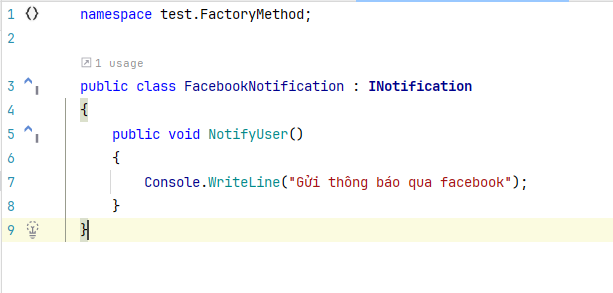 1 namespace test.FactoryMethod;
2
1 usage
3 public class FacebookNotification : INotification
4 {
5 public void NotifyUser()
6 {
7 Console.WriteLine("Gửi thông báo qua facebook");
8 }
9 }